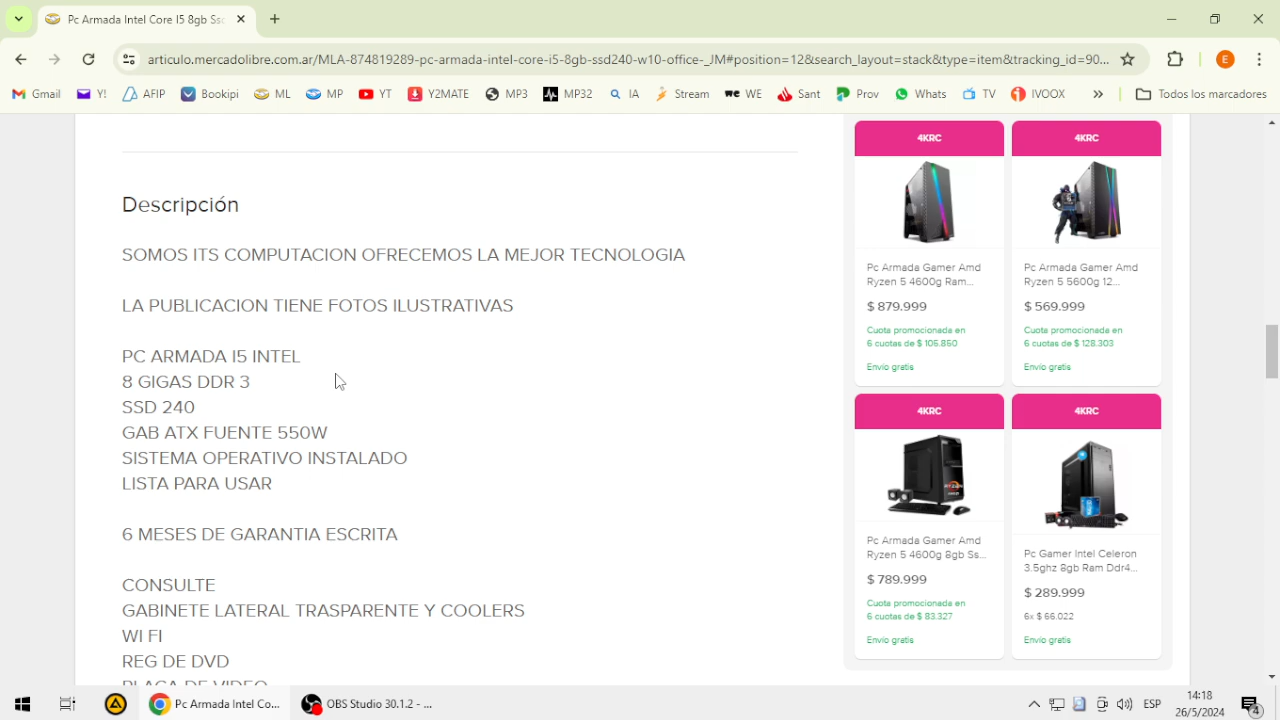 Pc Armada Intel Core I5 8gb Ssd
articulo.mercadolibre.com.ar/MLA-874819289-pc-armada-intel-core-i5-8gb-ssd240-w10-office-_JM#position=12&search_layout=stack&type=item&tracking_id=90...
E
Gmail
Y!
AFIP
Bookipi
ML
MP
YT
Y2MATE
MP3
MP32
IA
Stream
WE
Sant
Prov
Whats
TV
IVOOX
Todos los marcadores
Descripción
SOMOS ITS COMPUTACION OFRECEMOS LA MEJOR TECNOLOGIA
LA PUBLICACION TIENE FOTOS ILUSTRATIVAS
PC ARMADA I5 INTEL
8 GIGAS DDR 3
SSD 240
GAB ATX FUENTE 550W
SISTEMA OPERATIVO INSTALADO
LISTA PARA USAR
6 MESES DE GARANTIA ESCRITA
CONSULTE
GABINETE LATERAL TRASPARENTE Y COOLERS
WI FI
REG DE DVD
PLACA DE VIDEO
4KRC
Pc Armada Gamer Amd
Ryzen 5 4600g Ram...
$ 879.999
Cuota promocionada en
6 cuotas de $ 105.850
Envío gratis
4KRC
Pc Armada Gamer Amd
Ryzen 5 5600g 12...
$ 569.999
Cuota promocionada en
6 cuotas de $ 128.303
Envío gratis
4KRC
RYZEN
Pc Armada Gamer Amd
Ryzen 5 4600g 8gb Ss...
$ 789.999
Cuota promocionada en
6 cuotas de $ 83.327
Envío gratis
4KRC
Pc Gamer Intel Celeron
3.5ghz 8gb Ram Ddr4...
$ 289.999
6x $ 66.022
Envío gratis
Pc Armada Intel Co...
OBS Studio 30.1.2 - ...
ESP
14:18
26/5/2024
4